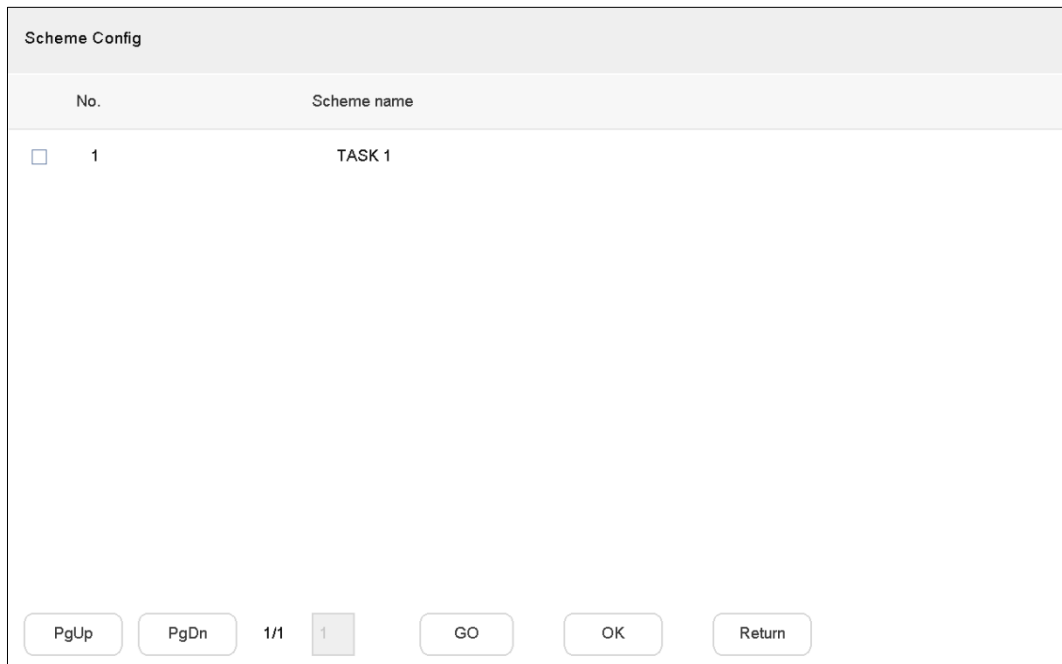 Scheme Config
No. Scheme name
1 TASK 1
PgUp PgDn 1/1 1 GO OK Return